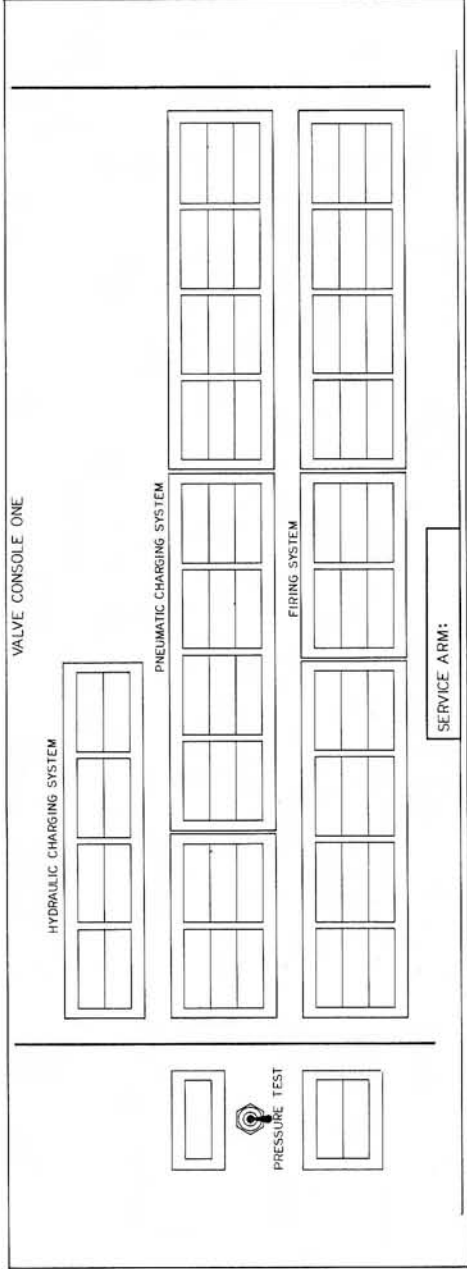 VALVE CONSOLE ONE
HYDRAULIC CHARGING SYSTEM
PNEUMATIC CHARGING SYSTEM
FIRING SYSTEM
PRESSURE TEST
SERVICE ARM: